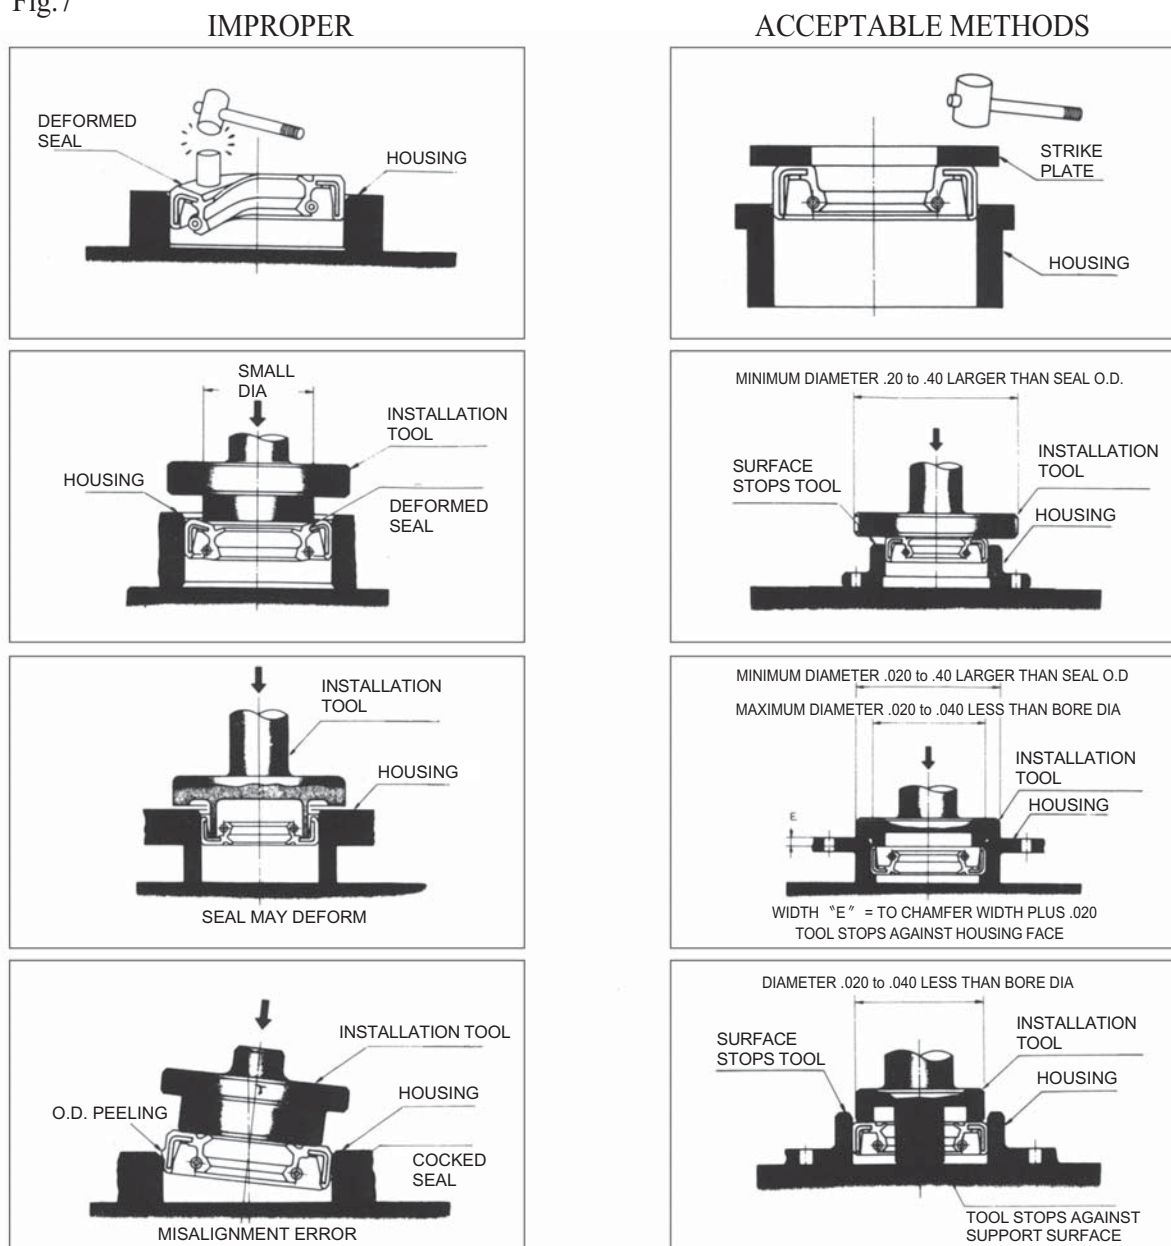 Fig.7
IMPROPER
ACCEPTABLE METHODS
DEFORMED
SEAL
HOUSING
STRIKE
PLATE
HOUSING
SMALL
DIA
INSTALLATION
TOOL
HOUSING
DEFORMED
SEAL
MINIMUM DIAMETER .20 to .40 LARGER THAN SEAL O.D.
SURFACE
STOPS TOOL
INSTALLATION
TOOL
HOUSING
INSTALLATION
TOOL
HOUSING
SEAL MAY DEFORM
MINIMUM DIAMETER .020 to .40 LARGER THAN SEAL O.D
MAXIMUM DIAMETER .020 to .040 LESS THAN BORE DIA
INSTALLATION
TOOL
HOUSING
E
WIDTH "E" = TO CHAMFER WIDTH PLUS .020
TOOL STOPS AGAINST HOUSING FACE
INSTALLATION TOOL
HOUSING
O.D. PEELING
COCKED
SEAL
MISALIGNMENT ERROR
DIAMETER .020 to .040 LESS THAN BORE DIA
SURFACE
STOPS TOOL
INSTALLATION
TOOL
HOUSING
TOOL STOPS AGAINST
SUPPORT SURFACE